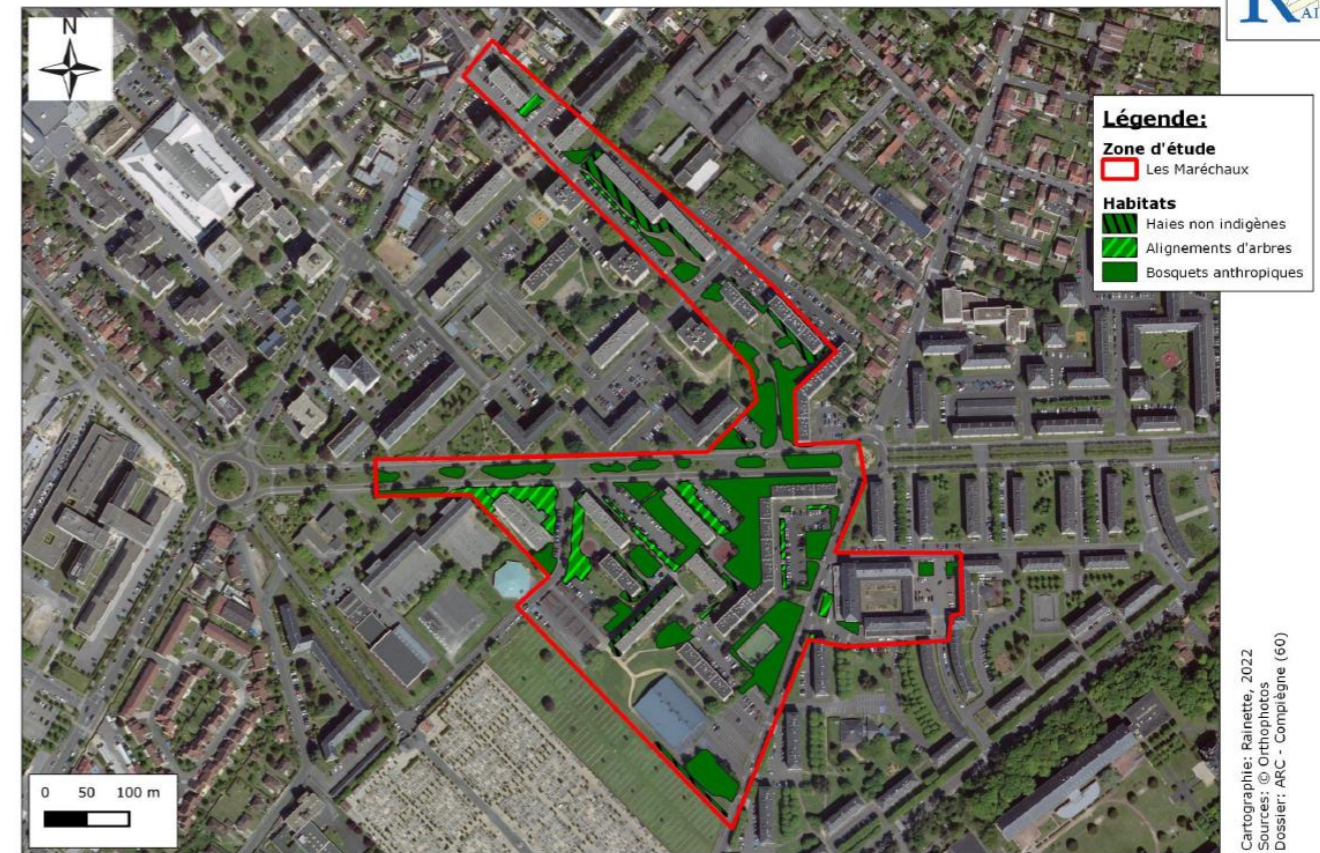 N
R
AI
Légende:
Zone d'étude
Les Maréchaux
Habitats
Haies non indigènes
Alignements d'arbres
Bosquets anthropiques
0 50 100 m
Cartographie: Rainette, 2022
Sources: © Orthophotos
Dossier: ARC - Compiègne (60)